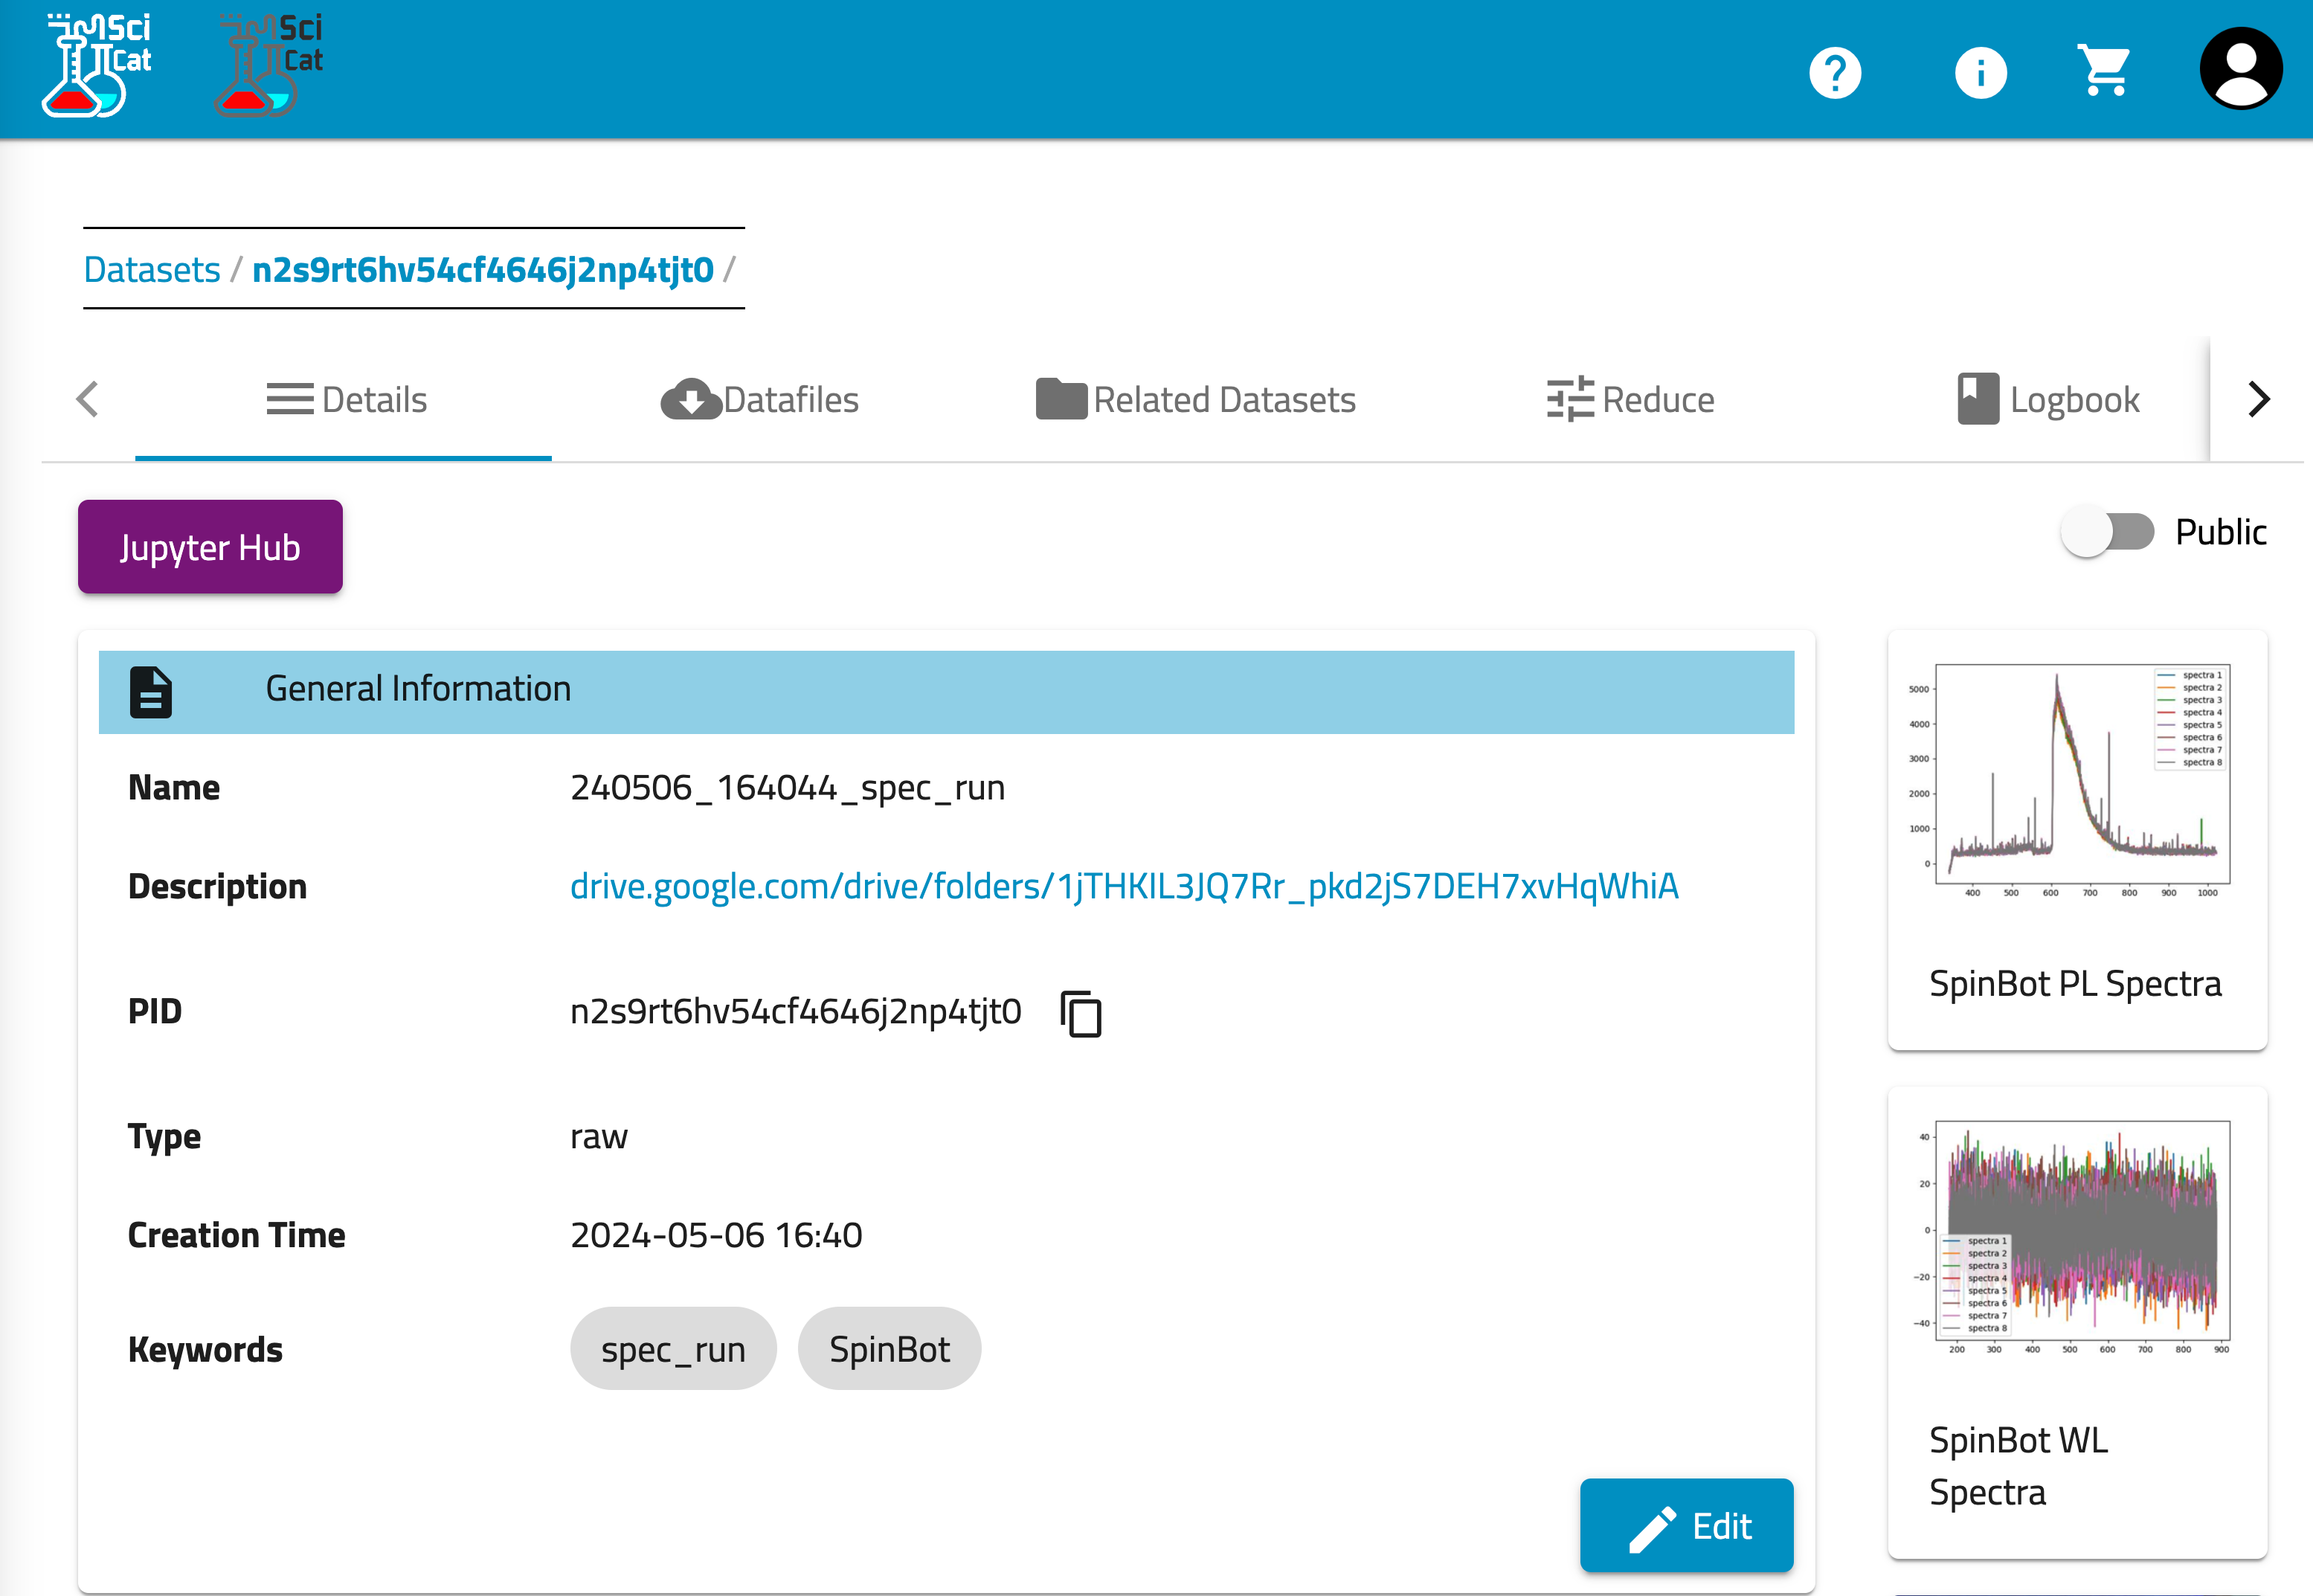 Sci
Cat
Sci
Cat
Datasets / n2s9rt6hv54cf4646j2np4tjt0 /
Details
Datafiles
Related Datasets
Reduce
Logbook
Jupyter Hub
Public
General Information
Name
240506_164044_spec_run
Description
drive.google.com/drive/folders/1jTHKIL3JQ7Rr_pkd2jS7DEH7xvHqWhiA
PID
n2s9rt6hv54cf4646j2np4tjt0
Type
raw
Creation Time
2024-05-06 16:40
Keywords
spec_run
SpinBot
Edit
5000
4000
3000
2000
1000
0
400 500 600 700 800 900 1000
spectra 1
spectra 2
spectra 3
spectra 4
spectra 5
spectra 6
spectra 7
spectra 8
SpinBot PL Spectra
40
20
0
−20
−40
200 300 400 500 600 700 800 900
spectra 1
spectra 2
spectra 3
spectra 4
spectra 5
spectra 6
spectra 7
spectra 8
SpinBot WL
Spectra